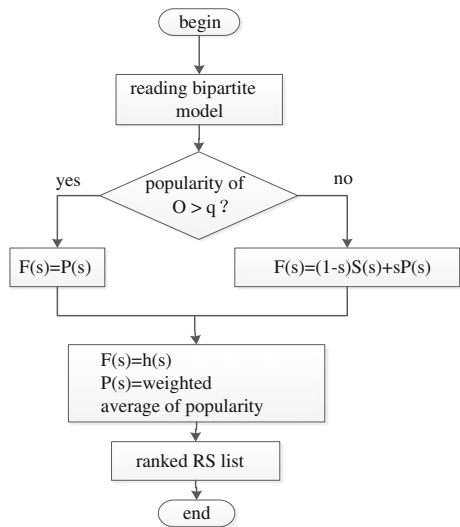 begin
reading bipartite
model
popularity of
O > q ?
yes
no
F(s)=P(s)
F(s)=(1-s)S(s)+sP(s)
F(s)=h(s)
P(s)=weighted
average of popularity
ranked RS list
end